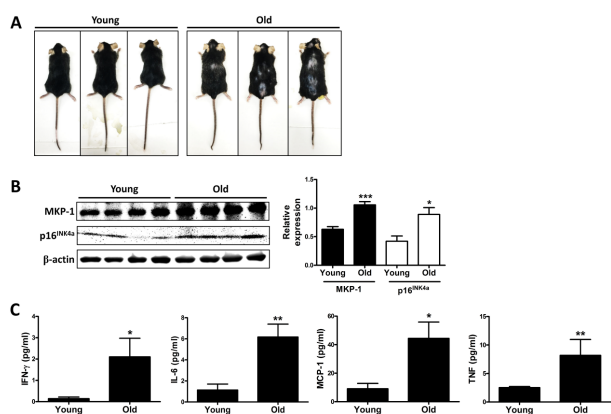 A
Young
Old
B
Young
Old
MKP-1
p16INK4a
β-actin
Relative
expression
1.5
1.0
0.5
0.0
***
*
Young
Old
Young
Old
MKP-1
p16INK4a
C
IFN-γ (pg/ml)
4
3
2
1
0
*
Young
Old
IL-6 (pg/ml)
8
6
4
2
0
**
Young
Old
MCP-1 (pg/ml)
60
40
20
0
*
Young
Old
TNF (pg/ml)
15
10
5
0
**
Young
Old